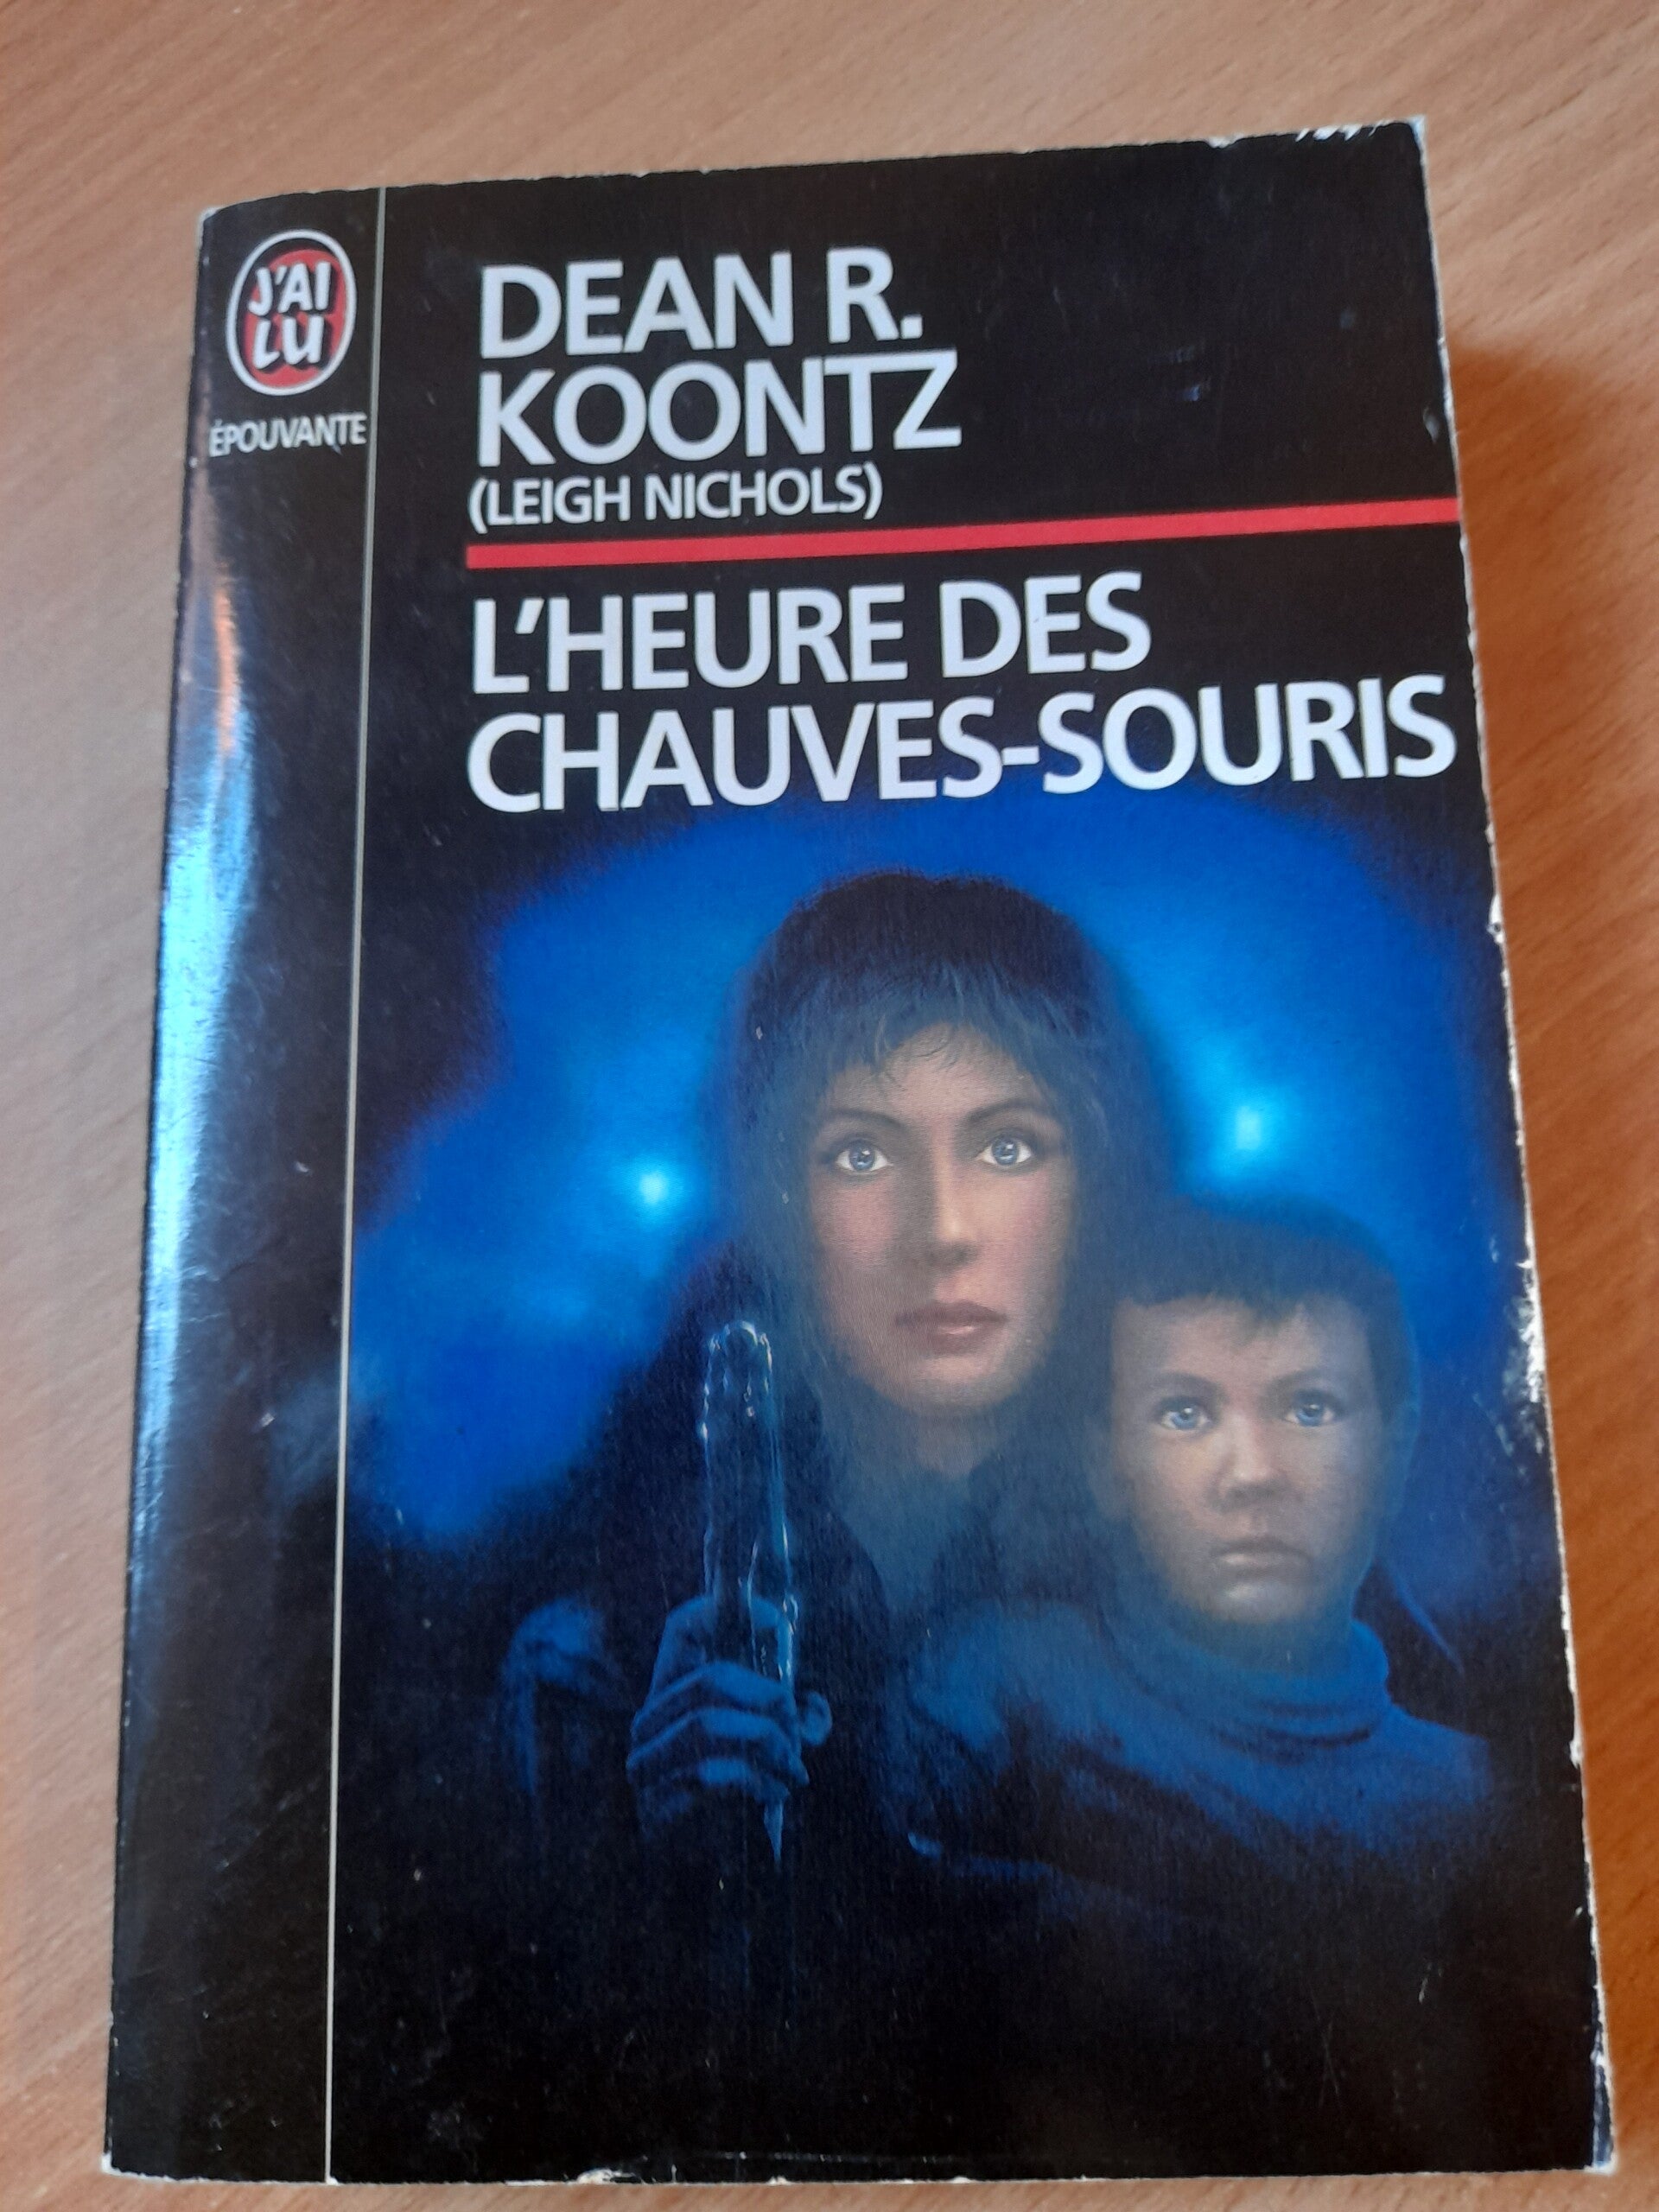 J'AI
LU
ÉPOUVANTE
DEAN R.
KOONTZ
(LEIGH NICHOLS)
L'HEURE DES
CHAUVES-SOURIS